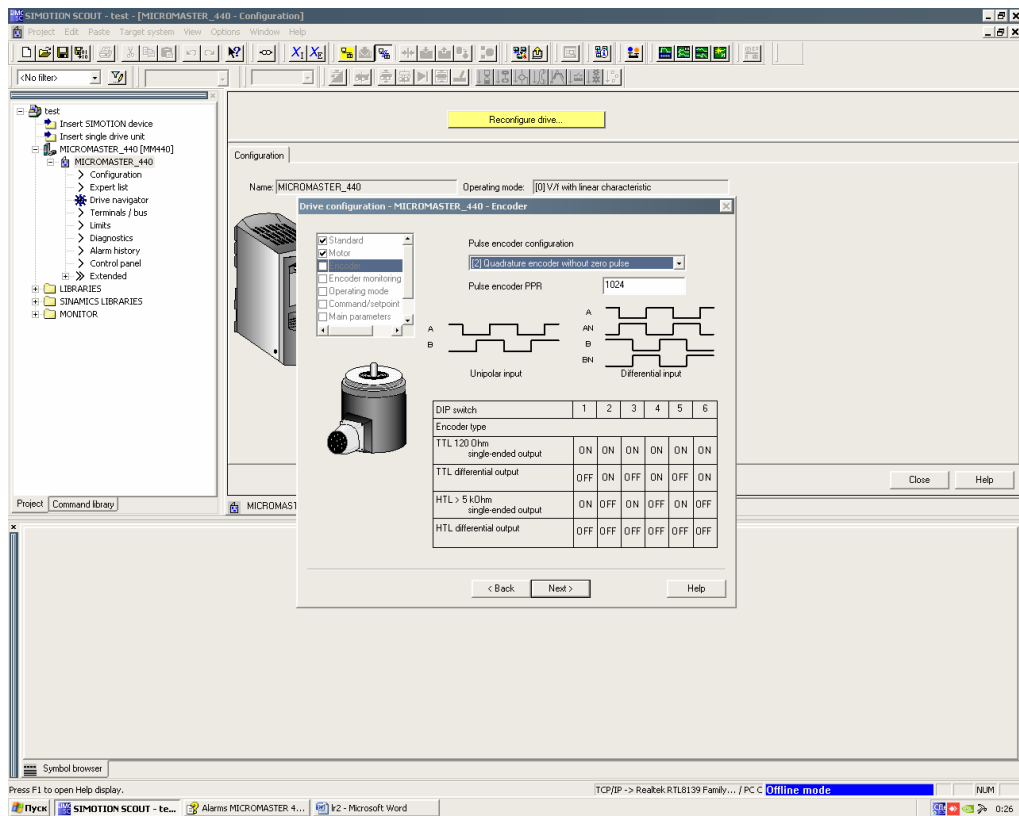 SIMOTION SCOUT - test - [MICROMASTER_440 - Configuration]
Project Edit Paste Target system View Options Window Help
<No filter>
test
Insert SIMOTION device
Insert single drive unit
MICROMASTER_440 [MM440]
MICROMASTER_440
Configuration
Expert list
Drive navigator
Terminals / bus
Limits
Diagnostics
Alarm history
Control panel
Extended
LIBRARIES
SINAMICS LIBRARIES
MONITOR
Project Command library
Reconfigure drive...
Configuration
Name: MICROMASTER_440 Operating mode: [0] V/f with linear characteristic
Drive configuration - MICROMASTER_440 - Encoder
Standard
Motor
Encoder
Encoder monitoring
Operating mode
Command/setpoint
Main parameters
Pulse encoder configuration
[2] Quadrature encoder without zero pulse
Pulse encoder PPR 1024
A
B
Unipolar input
A
AN
B
BN
Differential input
DIP switch 1 2 3 4 5 6
Encoder type
TTL 120 Ohm
single-ended output ON ON ON ON ON ON
TTL differential output OFF ON OFF ON OFF ON
HTL > 5 kOhm
single-ended output ON OFF ON OFF ON OFF
HTL differential output OFF OFF OFF OFF OFF OFF
< Back Next > Help
Close Help
MICROMAST
Symbol browser
Press F1 to open Help display. TCP/IP -> Realtek RTL8139 Family... / PC C Offline mode NUM
Пуск SIMOTION SCOUT - te... Alarms MICROMASTER 4... lr2 - Microsoft Word 0:26